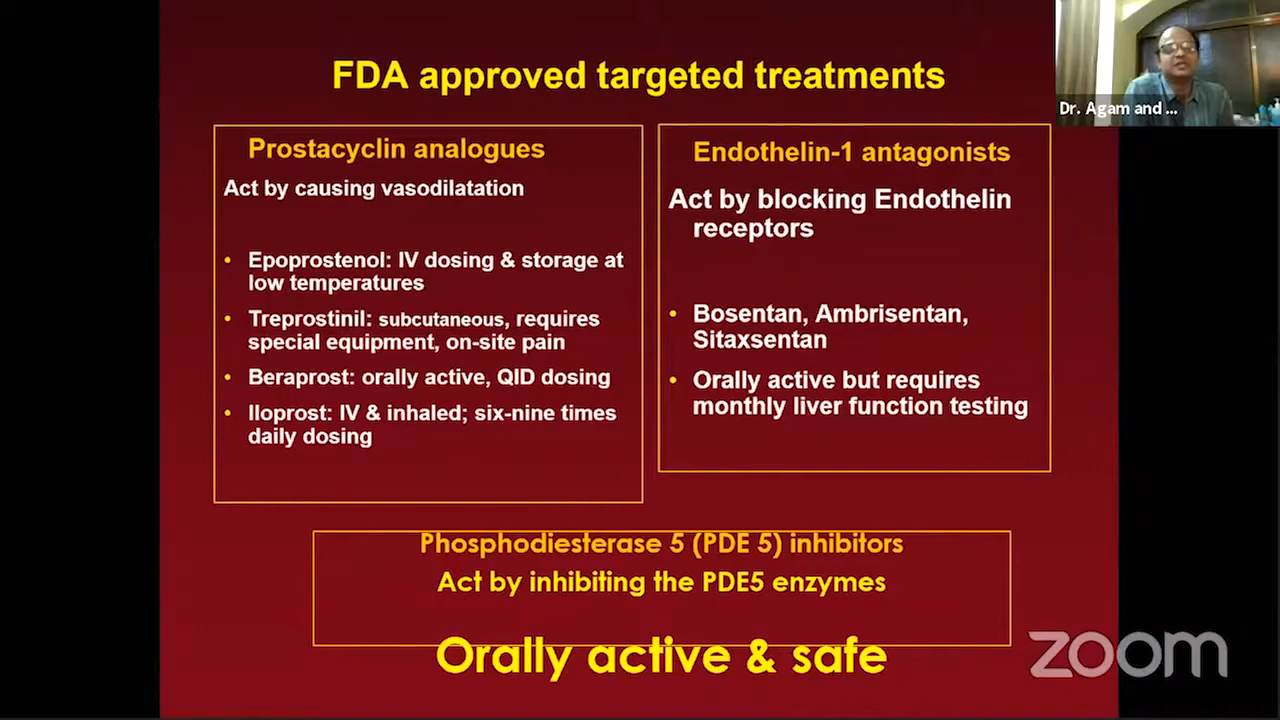 FDA approved targeted treatments
Dr. Agam and ...
Prostacyclin analogues
Act by causing vasodilatation
• Epoprostenol: IV dosing & storage at
low temperatures
• Treprostinil: subcutaneous, requires
special equipment, on-site pain
• Beraprost: orally active, QID dosing
• Iloprost: IV & inhaled; six-nine times
daily dosing
Endothelin-1 antagonists
Act by blocking Endothelin
receptors
• Bosentan, Ambrisentan,
Sitaxsentan
• Orally active but requires
monthly liver function testing
Phosphodiesterase 5 (PDE 5) inhibitors
Act by inhibiting the PDE5 enzymes
Orally active & safe
zoom